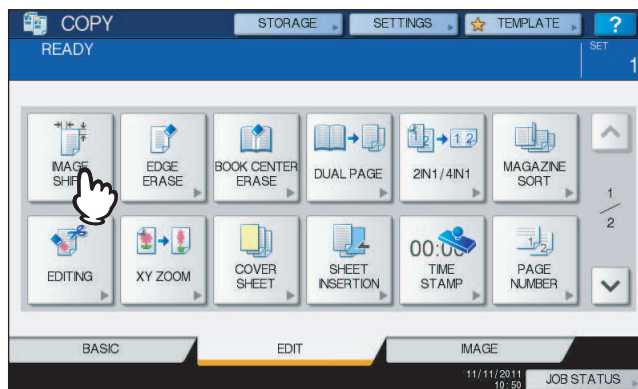 COPY
STORAGE
SETTINGS
TEMPLATE
?
READY
SET
1
IMAGE
EDGE
ERASE
BOOK CENTER
ERASE
DUAL PAGE
2IN1/4IN1
MAGAZINE
SORT
1
2
EDITING
XY ZOOM
COVER
SHEET
SHEET
INSERTION
TIME
STAMP
PAGE
NUMBER
BASIC
EDIT
IMAGE
11/11/2011
10:50
JOB STATUS